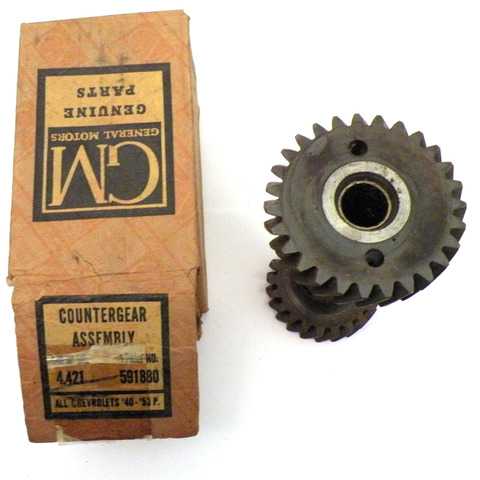 GM
GENERAL MOTORS
GENUINE
PARTS
COUNTERGEAR
ASSEMBLY
NO.
4.421 591880
ALL CHEVROLETS '40-'53 P.